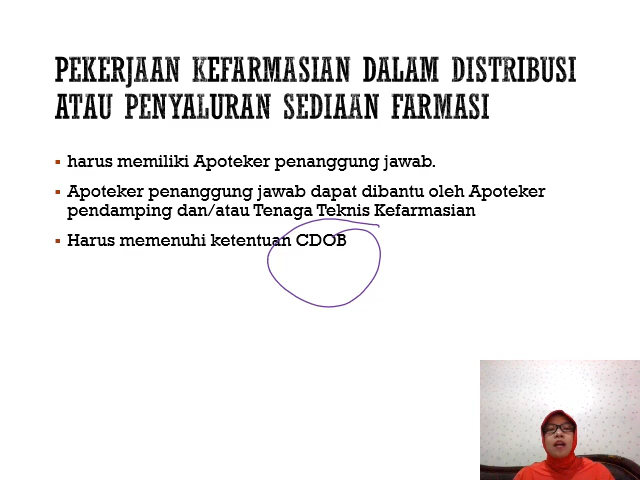 PEKERJAAN KEFARMASIAN DALAM DISTRIBUSI
ATAU PENYALURAN SEDIAAN FARMASI
▪ harus memiliki Apoteker penanggung jawab.
▪ Apoteker penanggung jawab dapat dibantu oleh Apoteker
pendamping dan/atau Tenaga Teknis Kefarmasian
▪ Harus memenuhi ketentuan CDOB